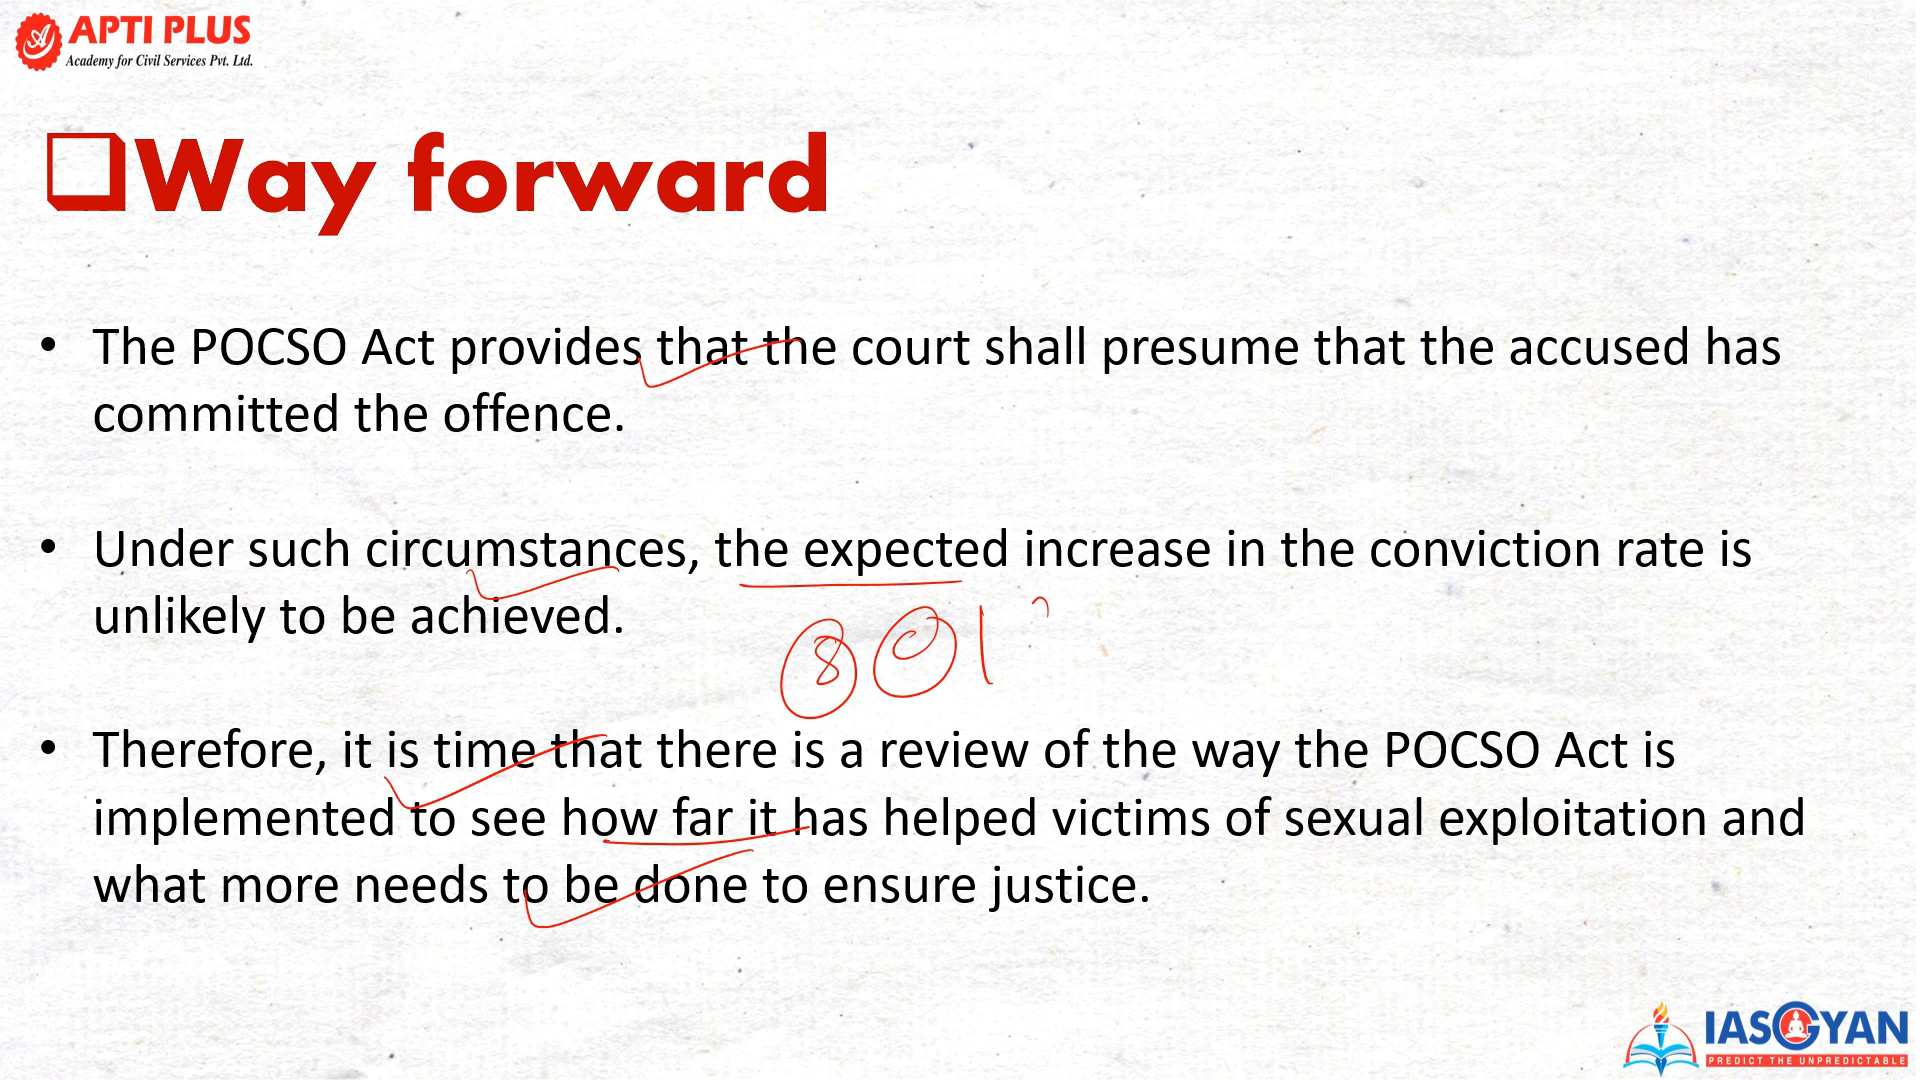 APTI PLUS
Academy for Civil Services Pvt. Ltd.
Way forward
• The POCSO Act provides that the court shall presume that the accused has
committed the offence.
• Under such circumstances, the expected increase in the conviction rate is
unlikely to be achieved.
• Therefore, it is time that there is a review of the way the POCSO Act is
implemented to see how far it has helped victims of sexual exploitation and
what more needs to be done to ensure justice.
IASGYAN
PREDICT THE UNPREDICTABLE